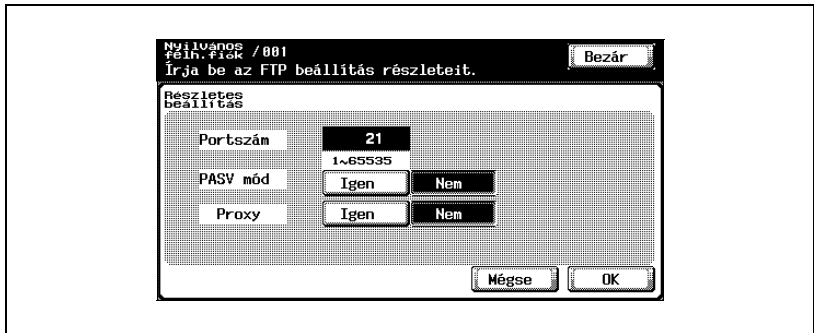 Nyilvános
felh.fiók /001
Bezár
Írja be az FTP beállítás részleteit.
Részletes
beállítás
Portszám 21
1~65535
PASV mód Igen Nem
Proxy Igen Nem
Mégse OK